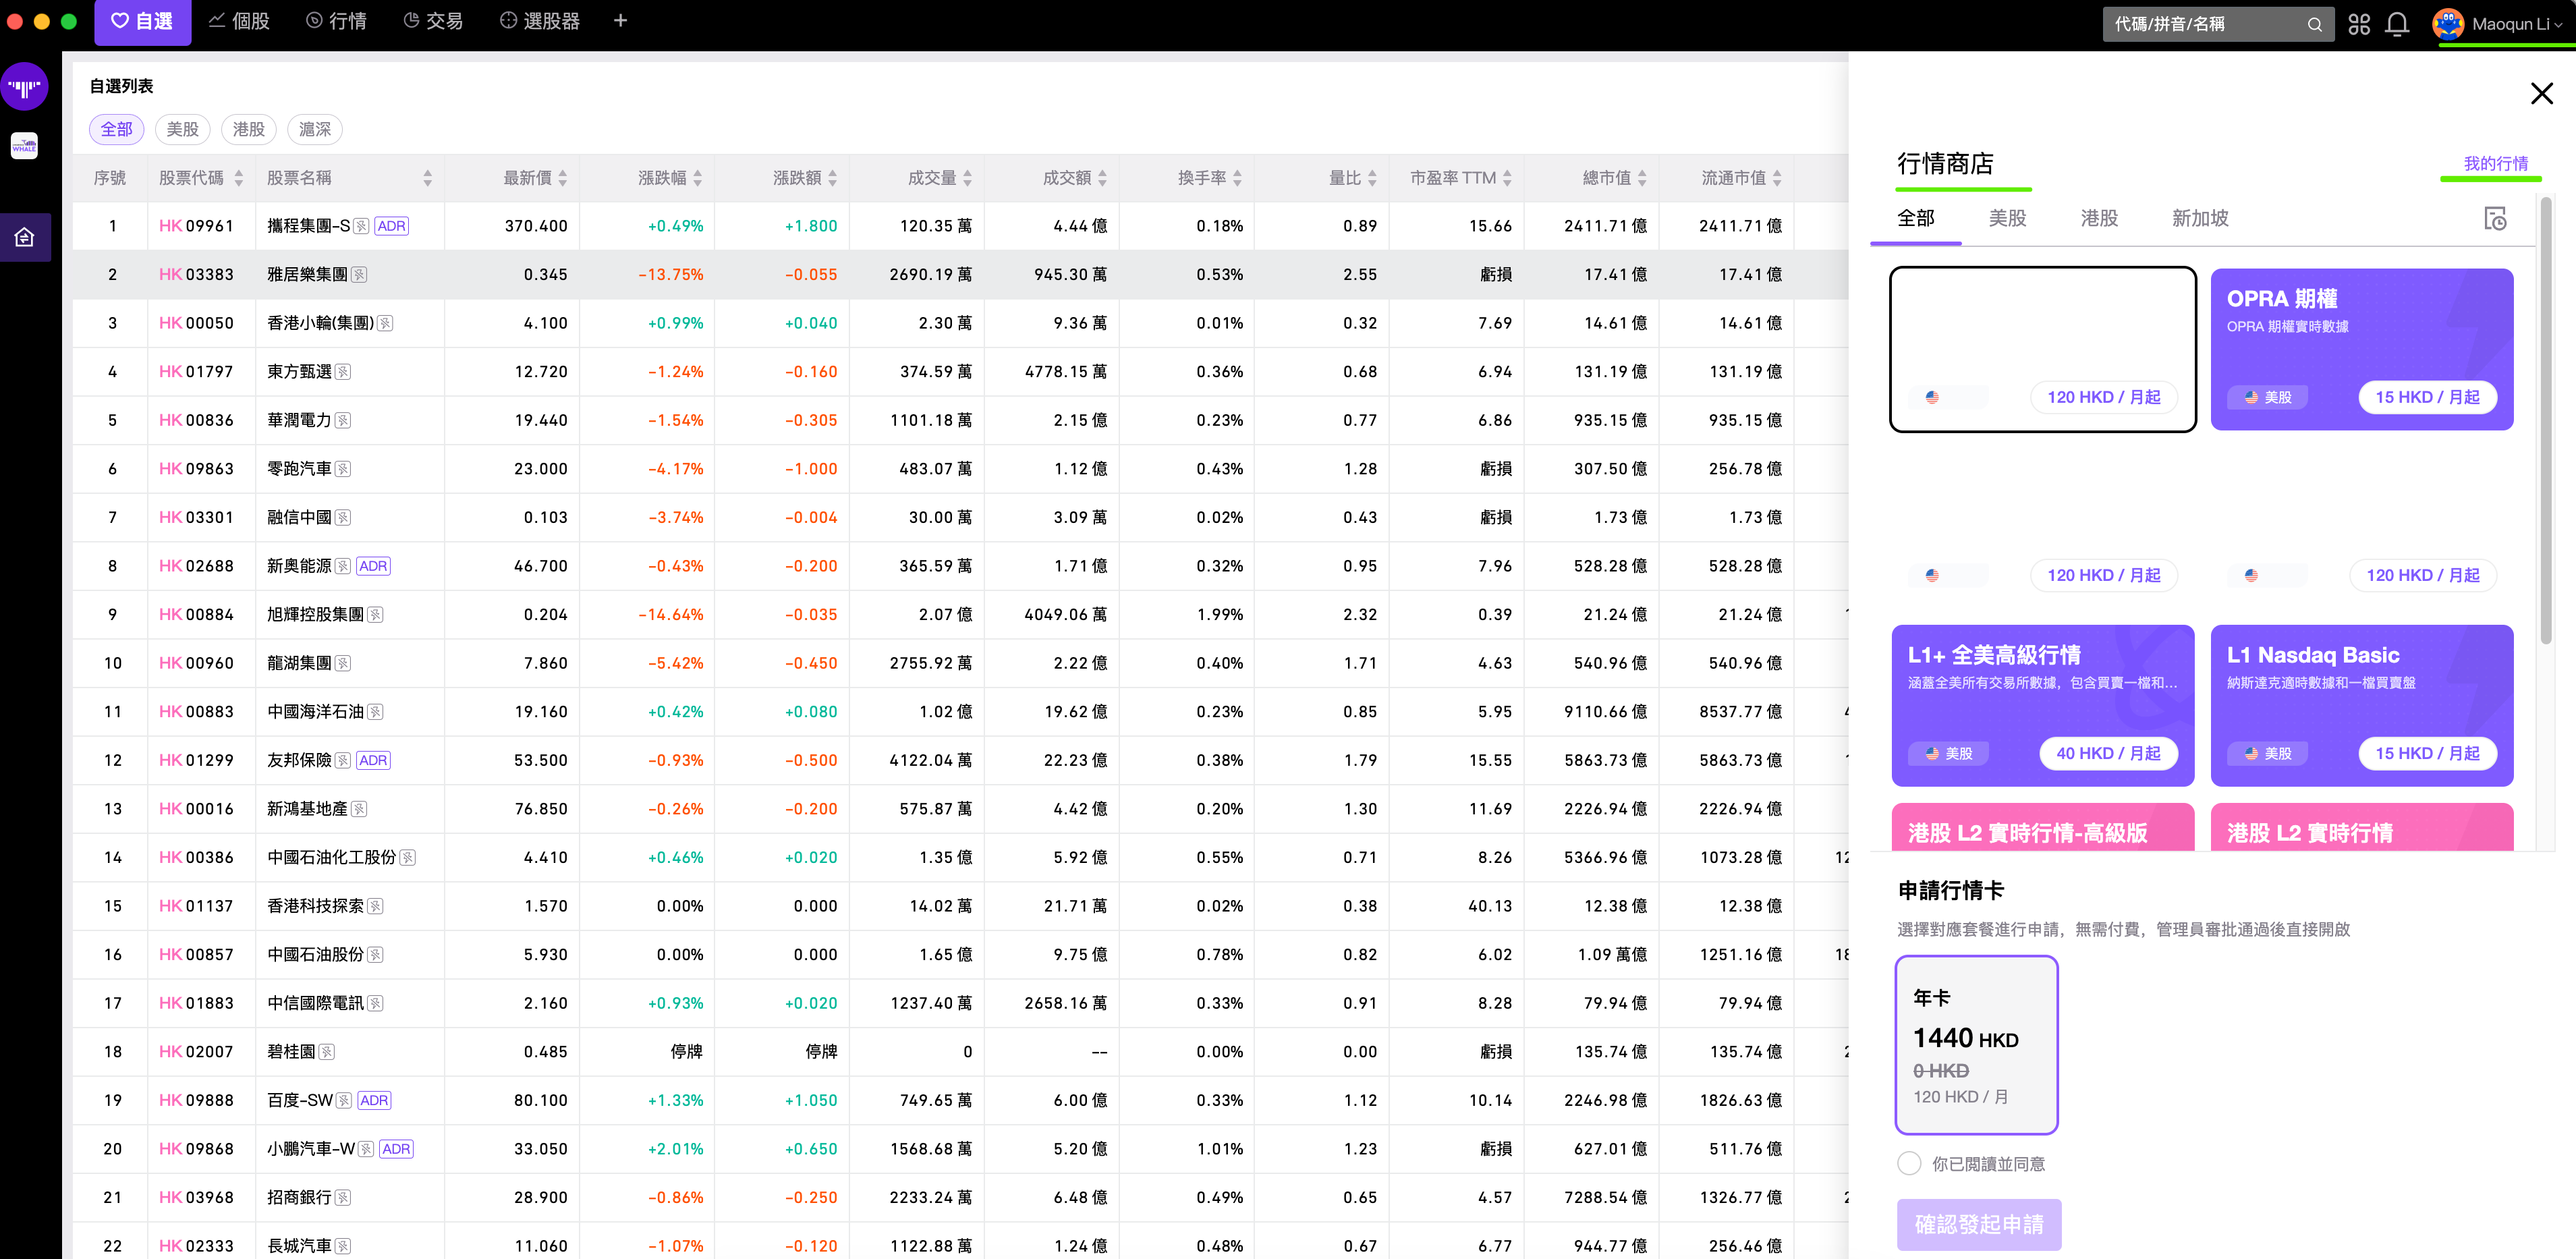 自選 個股 行情 交易 選股器 + 代碼/拼音/名稱 Maoqun Li
WHALE
自選列表
全部 美股 港股 滬深
序號 股票代碼 股票名稱 最新價 漲跌幅 漲跌額 成交量 成交額 換手率 量比 市盈率 TTM 總市值 流通市值
1 HK 09961 攜程集團-S ADR 370.400 +0.49% +1.800 120.35 萬 4.44 億 0.18% 0.89 15.66 2411.71 億 2411.71 億
2 HK 03383 雅居樂集團 0.345 -13.75% -0.055 2690.19 萬 945.30 萬 0.53% 2.55 虧損 17.41 億 17.41 億
3 HK 00050 香港小輪(集團) 4.100 +0.99% +0.040 2.30 萬 9.36 萬 0.01% 0.32 7.69 14.61 億 14.61 億
4 HK 01797 東方甄選 12.720 -1.24% -0.160 374.59 萬 4778.15 萬 0.36% 0.68 6.94 131.19 億 131.19 億
5 HK 00836 華潤電力 19.440 -1.54% -0.305 1101.18 萬 2.15 億 0.23% 0.77 6.86 935.15 億 935.15 億
6 HK 09863 零跑汽車 23.000 -4.17% -1.000 483.07 萬 1.12 億 0.43% 1.28 虧損 307.50 億 256.78 億
7 HK 03301 融信中國 0.103 -3.74% -0.004 30.00 萬 3.09 萬 0.02% 0.43 虧損 1.73 億 1.73 億
8 HK 02688 新奧能源 ADR 46.700 -0.43% -0.200 365.59 萬 1.71 億 0.32% 0.95 7.96 528.28 億 528.28 億
9 HK 00884 旭輝控股集團 0.204 -14.64% -0.035 2.07 億 4049.06 萬 1.99% 2.32 0.39 21.24 億 21.24 億
10 HK 00960 龍湖集團 7.860 -5.42% -0.450 2755.92 萬 2.22 億 0.40% 1.71 4.63 540.96 億 540.96 億
11 HK 00883 中國海洋石油 19.160 +0.42% +0.080 1.02 億 19.62 億 0.23% 0.85 5.95 9110.66 億 8537.77 億
12 HK 01299 友邦保險 ADR 53.500 -0.93% -0.500 4122.04 萬 22.23 億 0.38% 1.79 15.55 5863.73 億 5863.73 億
13 HK 00016 新鴻基地產 76.850 -0.26% -0.200 575.87 萬 4.42 億 0.20% 1.30 11.69 2226.94 億 2226.94 億
14 HK 00386 中國石油化工股份 4.410 +0.46% +0.020 1.35 億 5.92 億 0.55% 0.71 8.26 5366.96 億 1073.28 億 12
15 HK 01137 香港科技探索 1.570 0.00% 0.000 14.02 萬 21.71 萬 0.02% 0.38 40.13 12.38 億 12.38 億
16 HK 00857 中國石油股份 5.930 0.00% 0.000 1.65 億 9.75 億 0.78% 0.82 6.02 1.09 萬億 1251.16 億 18
17 HK 01883 中信國際電訊 2.160 +0.93% +0.020 1237.40 萬 2658.16 萬 0.33% 0.91 8.28 79.94 億 79.94 億
18 HK 02007 碧桂園 0.485 停牌 停牌 0 -- 0.00% 0.00 虧損 135.74 億 135.74 億
19 HK 09888 百度-SW ADR 80.100 +1.33% +1.050 749.65 萬 6.00 億 0.33% 1.12 10.14 2246.98 億 1826.63 億
20 HK 09868 小鵬汽車-W ADR 33.050 +2.01% +0.650 1568.68 萬 5.20 億 1.01% 1.23 虧損 627.01 億 511.76 億
21 HK 03968 招商銀行 28.900 -0.86% -0.250 2233.24 萬 6.48 億 0.49% 0.65 4.57 7288.54 億 1326.77 億
22 HK 02333 長城汽車 11.060 -1.07% -0.120 1122.88 萬 1.24 億 0.48% 0.67 6.77 944.77 億 256.46 億
行情商店 我的行情
全部 美股 港股 新加坡
120 HKD / 月起
OPRA 期權
OPRA 期權實時數據
美股 15 HKD / 月起
120 HKD / 月起
120 HKD / 月起
L1+ 全美高級行情
涵蓋全美所有交易所數據，包含買賣一檔和...
美股 40 HKD / 月起
L1 Nasdaq Basic
納斯達克適時數據和一檔買賣盤
美股 15 HKD / 月起
港股 L2 實時行情-高級版
港股 L2 實時行情
申請行情卡
選擇對應套餐進行申請，無需付費，管理員審批通過後直接開啟
年卡
1440 HKD
0 HKD
120 HKD / 月
你已閱讀並同意
確認發起申請